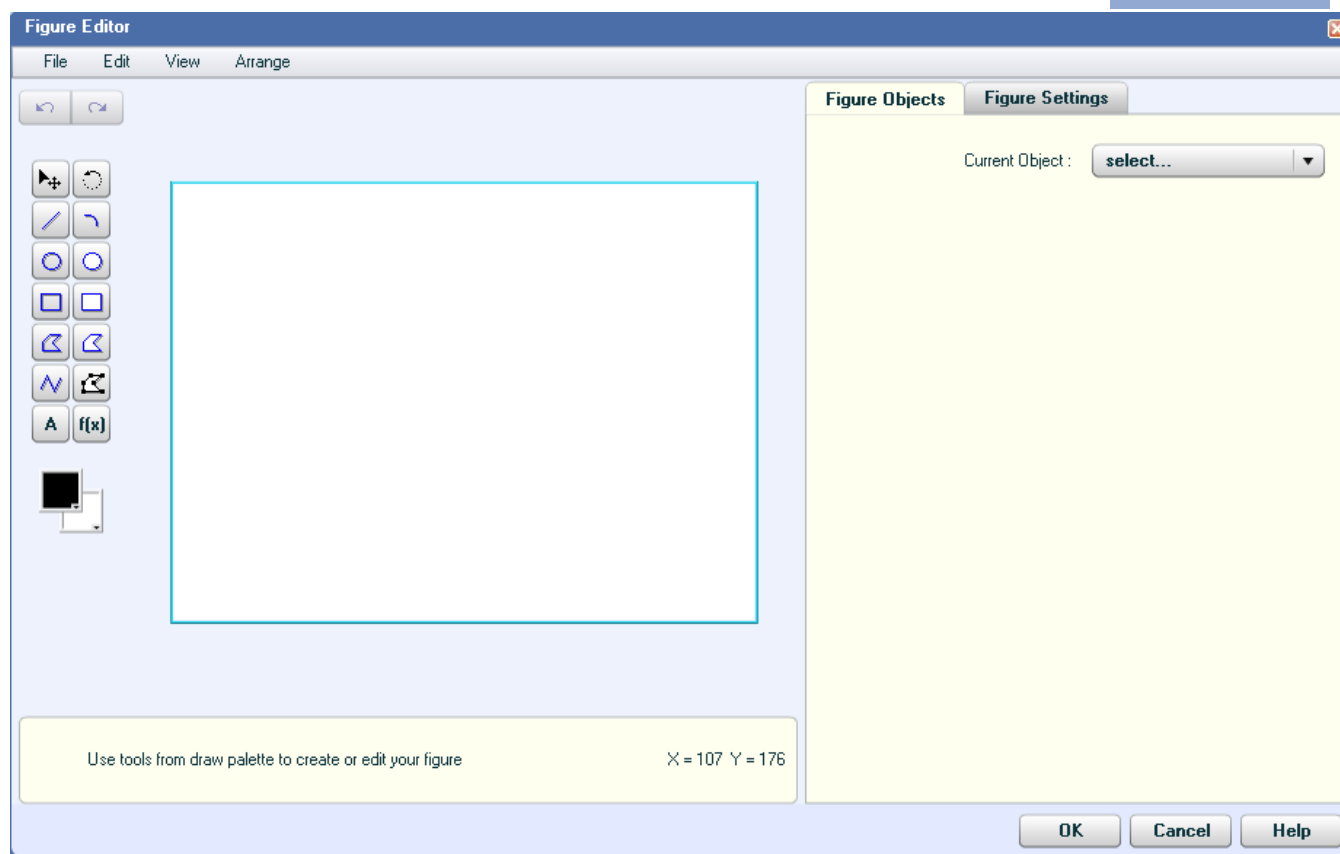 Figure Editor
File Edit View Arrange
Figure Objects Figure Settings
Current Object : select...
A f(x)
Use tools from draw palette to create or edit your figure X = 107 Y = 176
OK Cancel Help